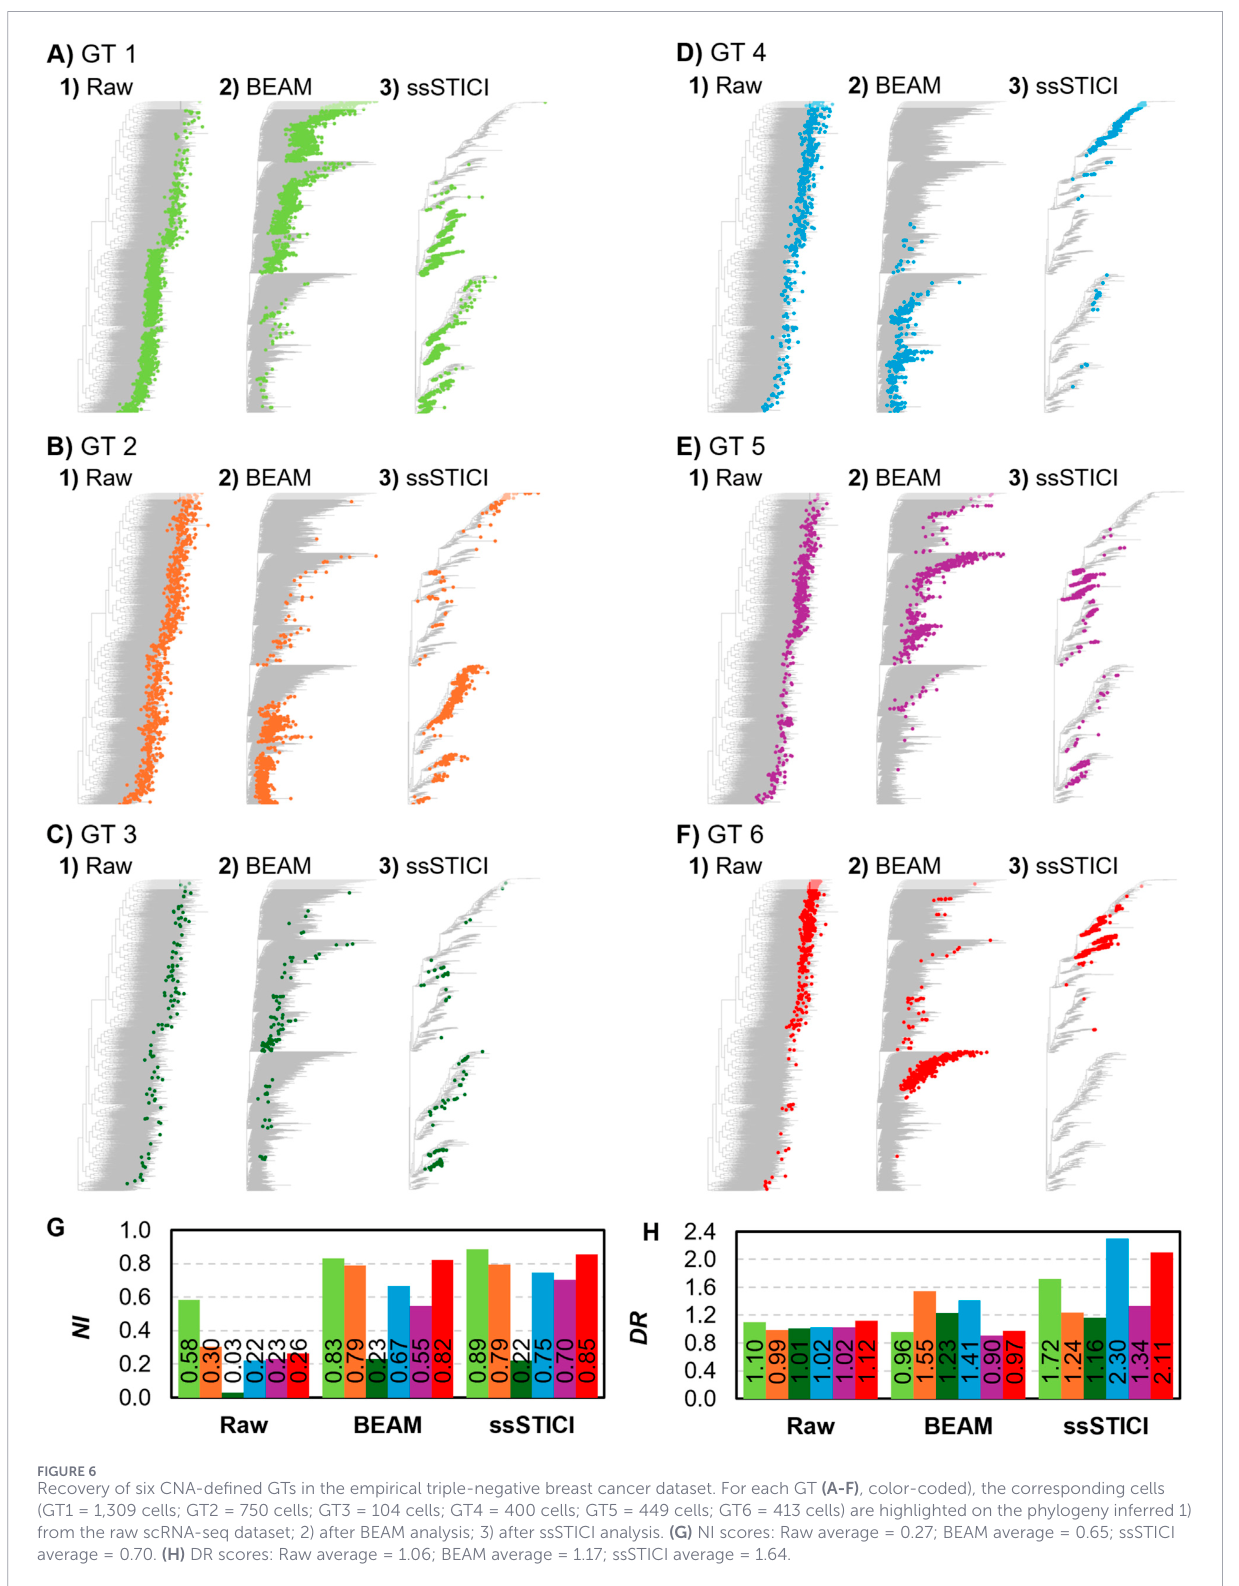 A) GT 1
1) Raw
2) BEAM
3) ssSTICI
D) GT 4
1) Raw
2) BEAM
3) ssSTICI
B) GT 2
1) Raw
2) BEAM
3) ssSTICI
E) GT 5
1) Raw
2) BEAM
3) ssSTICI
C) GT 3
1) Raw
2) BEAM
3) ssSTICI
F) GT 6
1) Raw
2) BEAM
3) ssSTICI
G
NI
1.0
0.8
0.6
0.4
0.2
0.0
0.58
0.30
0.03
0.22
0.23
0.26
0.83
0.79
0.23
0.67
0.55
0.82
0.89
0.79
0.22
0.75
0.70
0.85
Raw
BEAM
ssSTICI
H
DR
2.4
2.0
1.6
1.2
0.8
0.4
0.0
1.10
0.99
1.01
1.02
1.02
1.12
0.96
1.55
1.23
1.41
0.90
0.97
1.72
1.24
1.16
2.30
1.34
2.11
Raw
BEAM
ssSTICI
FIGURE 6
Recovery of six CNA-defined GTs in the empirical triple-negative breast cancer dataset. For each GT (A-F), color-coded), the corresponding cells
(GT1 = 1,309 cells; GT2 = 750 cells; GT3 = 104 cells; GT4 = 400 cells; GT5 = 449 cells; GT6 = 413 cells) are highlighted on the phylogeny inferred 1)
from the raw scRNA-seq dataset; 2) after BEAM analysis; 3) after ssSTICI analysis. (G) NI scores: Raw average = 0.27; BEAM average = 0.65; ssSTICI
average = 0.70. (H) DR scores: Raw average = 1.06; BEAM average = 1.17; ssSTICI average = 1.64.